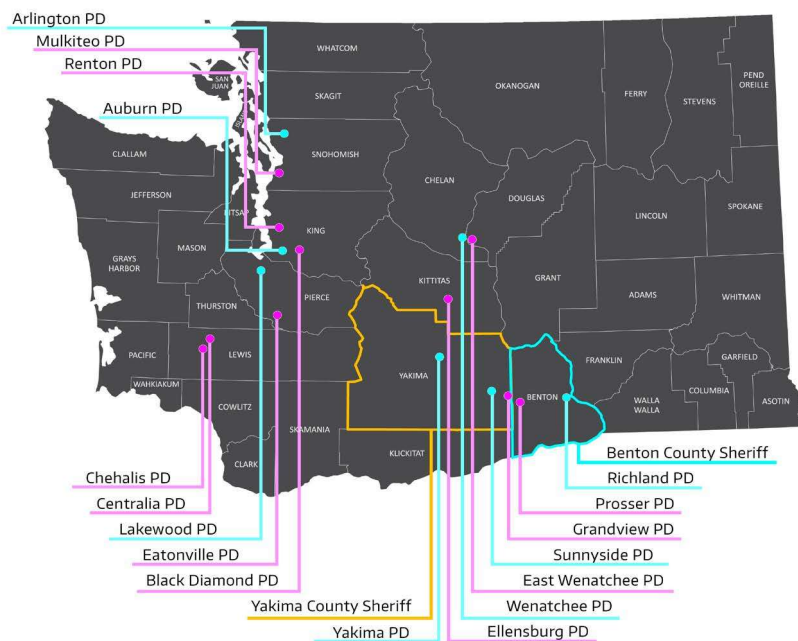 Arlington PD
Mulkiteo PD
Renton PD
Auburn PD
WHATCOM
SAN
JUAN
SKAGIT
OKANOGAN
FERRY
STEVENS
PEND
OREILLE
CLALLAM
SNOHOMISH
CHELAN
DOUGLAS
JEFFERSON
KITSAP
KING
LINCOLN
SPOKANE
GRAYS
HARBOR
MASON
KITTITAS
GRANT
PIERCE
THURSTON
ADAMS
WHITMAN
PACIFIC
LEWIS
YAKIMA
BENTON
FRANKLIN
GARFIELD
WAHKIAKUM
COWLITZ
WALLA
WALLA
COLUMBIA
ASOTIN
SKAMANIA
KLICKITAT
CLARK
Chehalis PD
Centralia PD
Lakewood PD
Eatonville PD
Black Diamond PD
Yakima County Sheriff
Yakima PD
Benton County Sheriff
Richland PD
Prosser PD
Grandview PD
Sunnyside PD
East Wenatchee PD
Wenatchee PD
Ellensburg PD